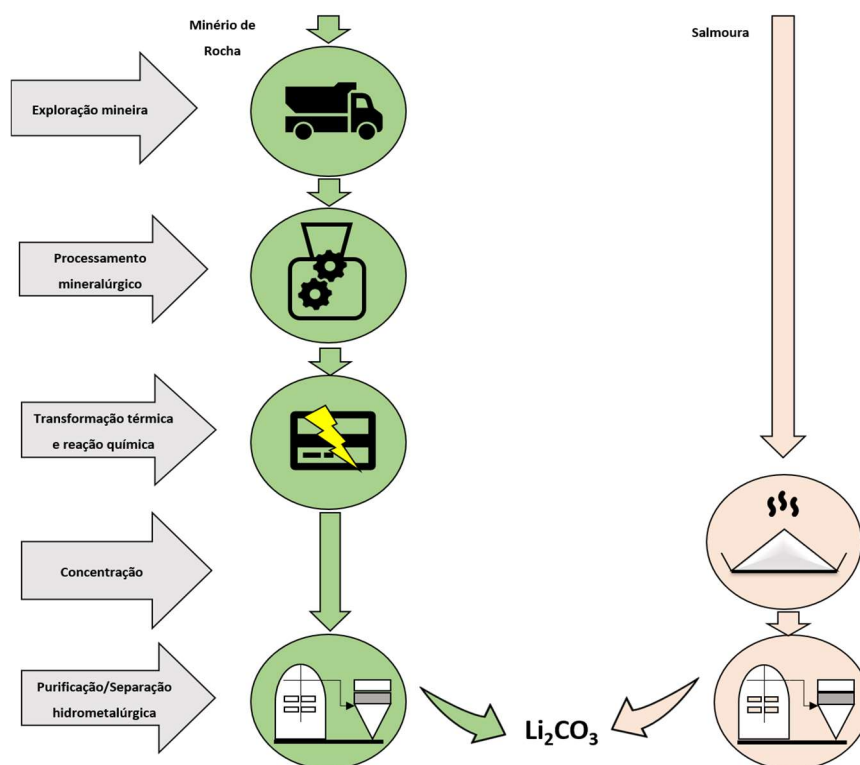 Minério de
Rocha
Salmoura
Exploração mineira
Processamento
mineralúrgico
Transformação térmica
e reação química
Concentração
Purificação/Separação
hidrometalúrgica
Li₂CO₃